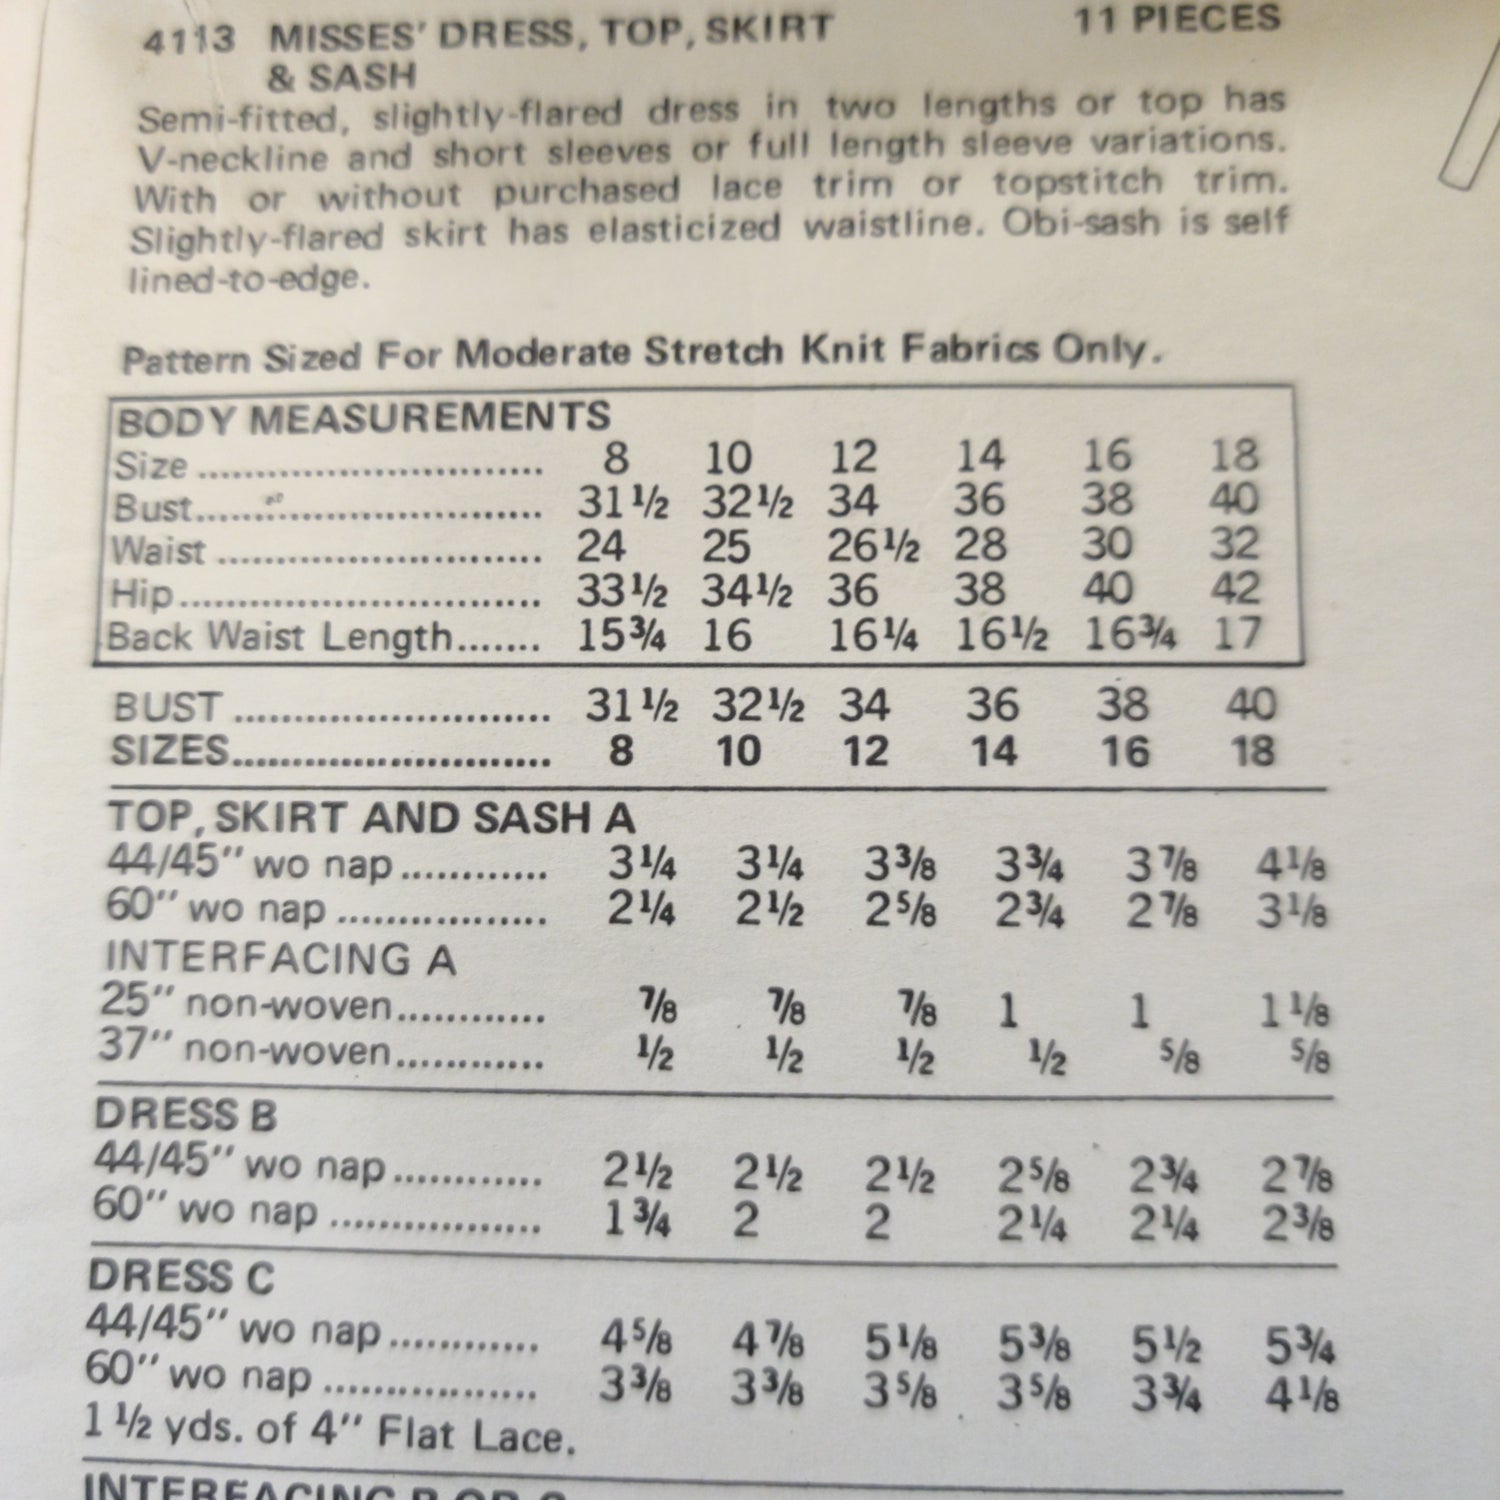 4113 MISSES' DRESS, TOP, SKIRT 11 PIECES
& SASH
Semi-fitted, slightly-flared dress in two lengths or top has
V-neckline and short sleeves or full length sleeve variations.
With or without purchased lace trim or topstitch trim.
Slightly-flared skirt has elasticized waistline. Obi-sash is self
lined-to-edge.
Pattern Sized For Moderate Stretch Knit Fabrics Only.
BODY MEASUREMENTS
Size .............................. 8 10 12 14 16 18
Bust.............................. 31½ 32½ 34 36 38 40
Waist ............................ 24 25 26½ 28 30 32
Hip................................ 33½ 34½ 36 38 40 42
Back Waist Length....... 15¾ 16 16¼ 16½ 16¾ 17
BUST ........................... 31½ 32½ 34 36 38 40
SIZES........................... 8 10 12 14 16 18
TOP, SKIRT AND SASH A
44/45" wo nap ............ 3¼ 3¼ 3⅜ 3¾ 3⅞ 4⅛
60" wo nap ................. 2¼ 2½ 2⅝ 2¾ 2⅞ 3⅛
INTERFACING A
25" non-woven............ ⅞ ⅞ ⅞ 1 1 1⅛
37" non-woven............ ½ ½ ½ ½ ⅝ ⅝
DRESS B
44/45" wo nap ............ 2½ 2½ 2½ 2⅝ 2¾ 2⅞
60" wo nap ................. 1¾ 2 2 2¼ 2¼ 2⅜
DRESS C
44/45" wo nap ............ 4⅝ 4⅞ 5⅛ 5⅜ 5½ 5¾
60" wo nap ................. 3⅜ 3⅜ 3⅝ 3⅝ 3¾ 4⅛
1½ yds. of 4" Flat Lace.
INTERFACING B OR C